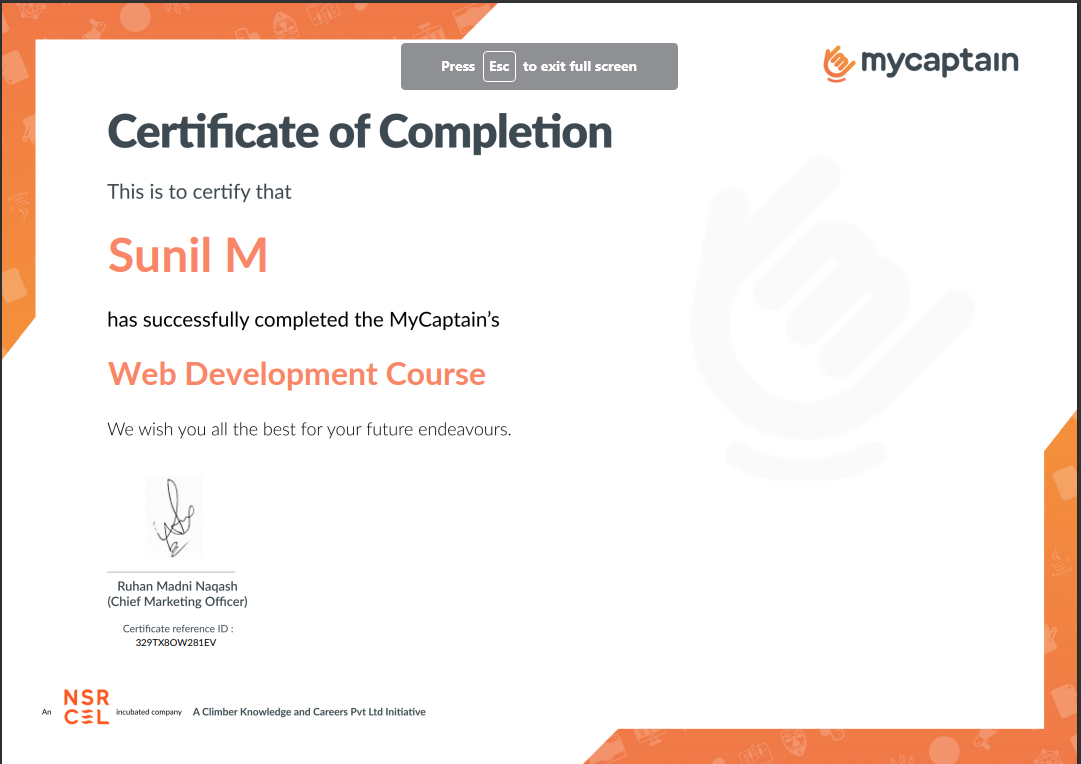 Press Esc to exit full screen
mycaptain
Certificate of Completion
This is to certify that
Sunil M
has successfully completed the MyCaptain’s
Web Development Course
We wish you all the best for your future endeavours.
Ruhan Madni Naqash
(Chief Marketing Officer)
Certificate reference ID :
329TX8OW281EV
An NSRCEL incubated company A Climber Knowledge and Careers Pvt Ltd Initiative